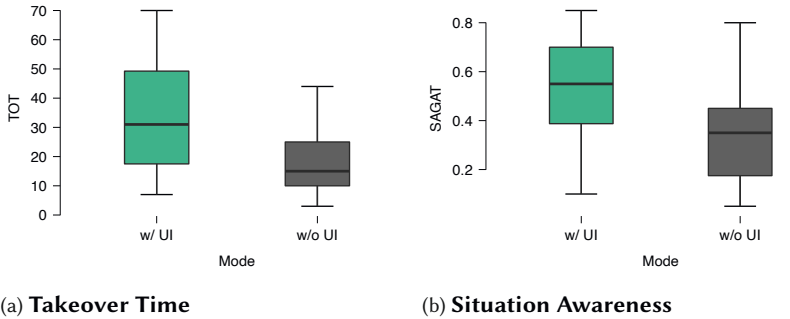 70
60
50
40
30
20
10
0
TOT
w/ UI
w/o UI
Mode
(a) Takeover Time
0.8
0.6
0.4
0.2
SAGAT
w/ UI
w/o UI
Mode
(b) Situation Awareness